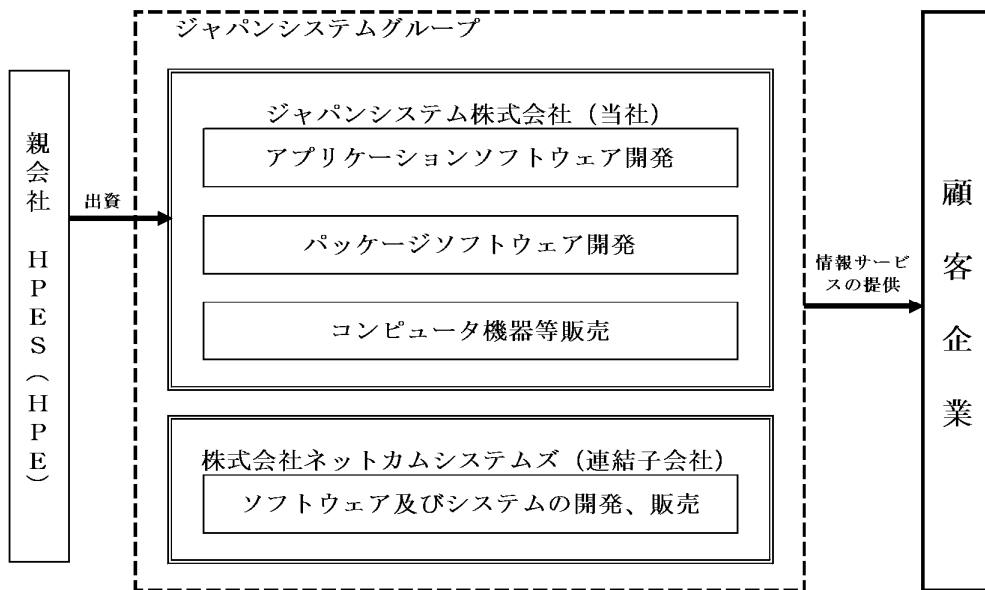 ジャパンシステムグループ
親会社 HPES(HPE)
出資
ジャパンシステム株式会社(当社)
アプリケーションソフトウェア開発
パッケージソフトウェア開発
コンピュータ機器等販売
株式会社ネットカムシステムズ(連結子会社)
ソフトウェア及びシステムの開発、販売
情報サービ
スの提供
顧客企業